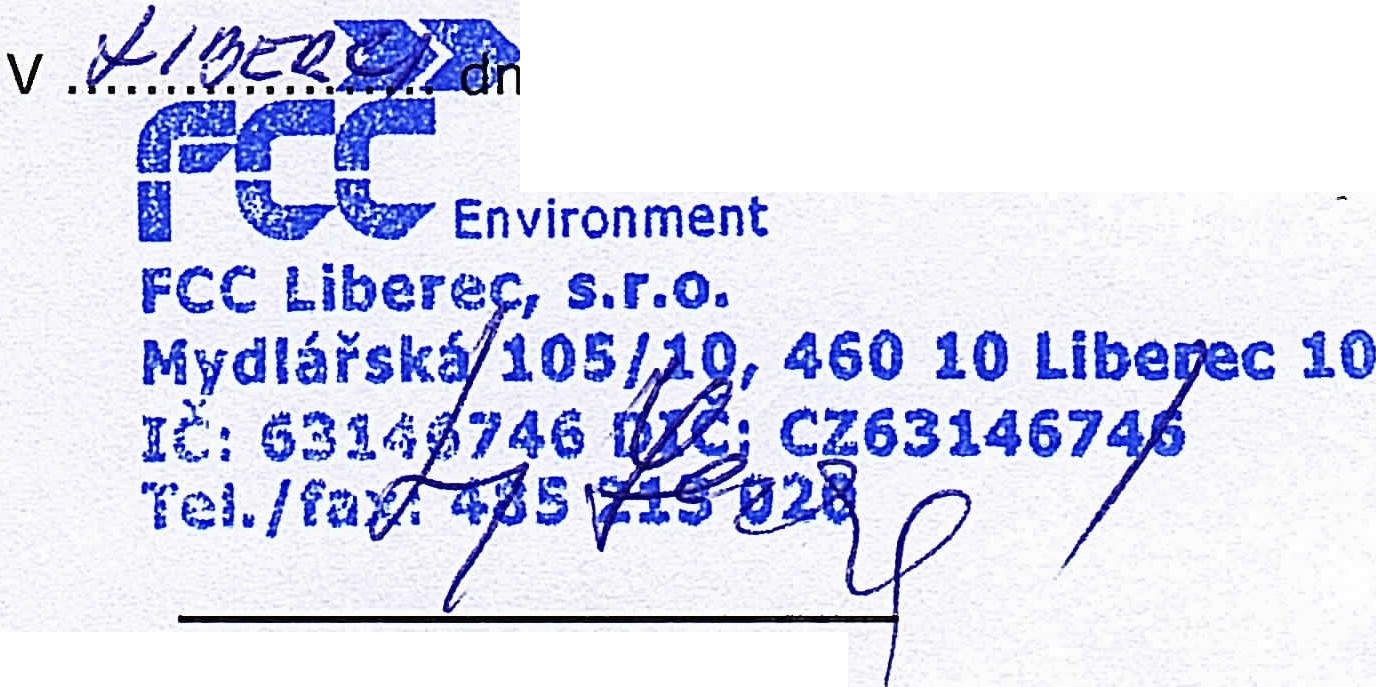 V LIBERCI dn
FCC
Environment
FCC Liberec, s.r.o.
Mydlářská 105/10, 460 10 Liberec 10
IČ: 63146746 DIČ: CZ63146746
Tel./fax: 485 213 028